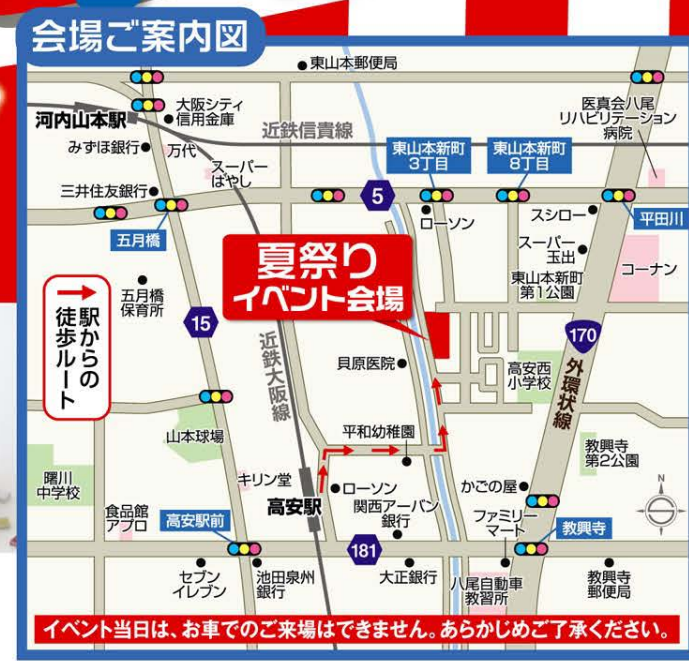 会場ご案内図
東山本郵便局
河内山本駅
大阪シティ
信用金庫
近鉄信貴線
医真会八尾
リハビリテーション
病院
みずほ銀行
万代
スーパー
はやし
東山本新町
3丁目
東山本新町
8丁目
三井住友銀行
5
ローソン
スシロー
平田川
五月橋
夏祭り
イベント会場
スーパー
玉出
コーナン
東山本新町
第1公園
五月橋
保育所
駅からの
徒歩ルート
15
近鉄大阪線
170
外環状線
貝原医院
高安西
小学校
山本球場
平和幼稚園
教興寺
第2公園
曙川
中学校
キリン堂
高安駅
ローソン
かごの屋
N
食品館
アプロ
高安駅前
関西アーバン
銀行
ファミリー
マート
教興寺
181
セブン
イレブン
池田泉州
銀行
大正銀行
八尾自動車
教習所
教興寺
郵便局
イベント当日は、お車でのご来場はできません。あらかじめご了承ください。